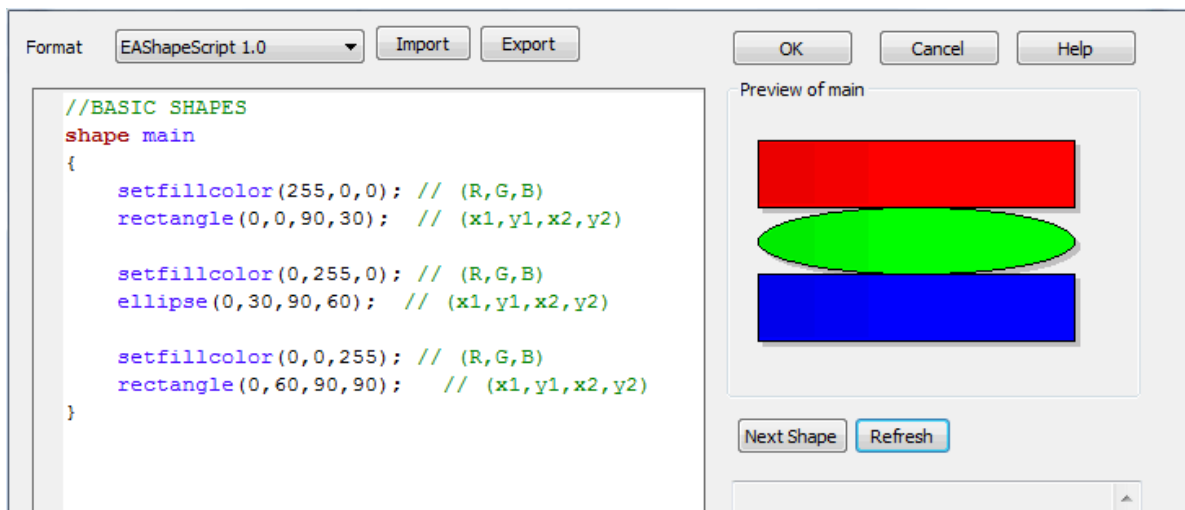 Format EAShapeScript 1.0 Import Export OK Cancel Help
//BASIC SHAPES
shape main
{
setfillcolor(255,0,0); // (R,G,B)
rectangle(0,0,90,30); // (x1,y1,x2,y2)
setfillcolor(0,255,0); // (R,G,B)
ellipse(0,30,90,60); // (x1,y1,x2,y2)
setfillcolor(0,0,255); // (R,G,B)
rectangle(0,60,90,90); // (x1,y1,x2,y2)
}
Preview of main
Next Shape Refresh